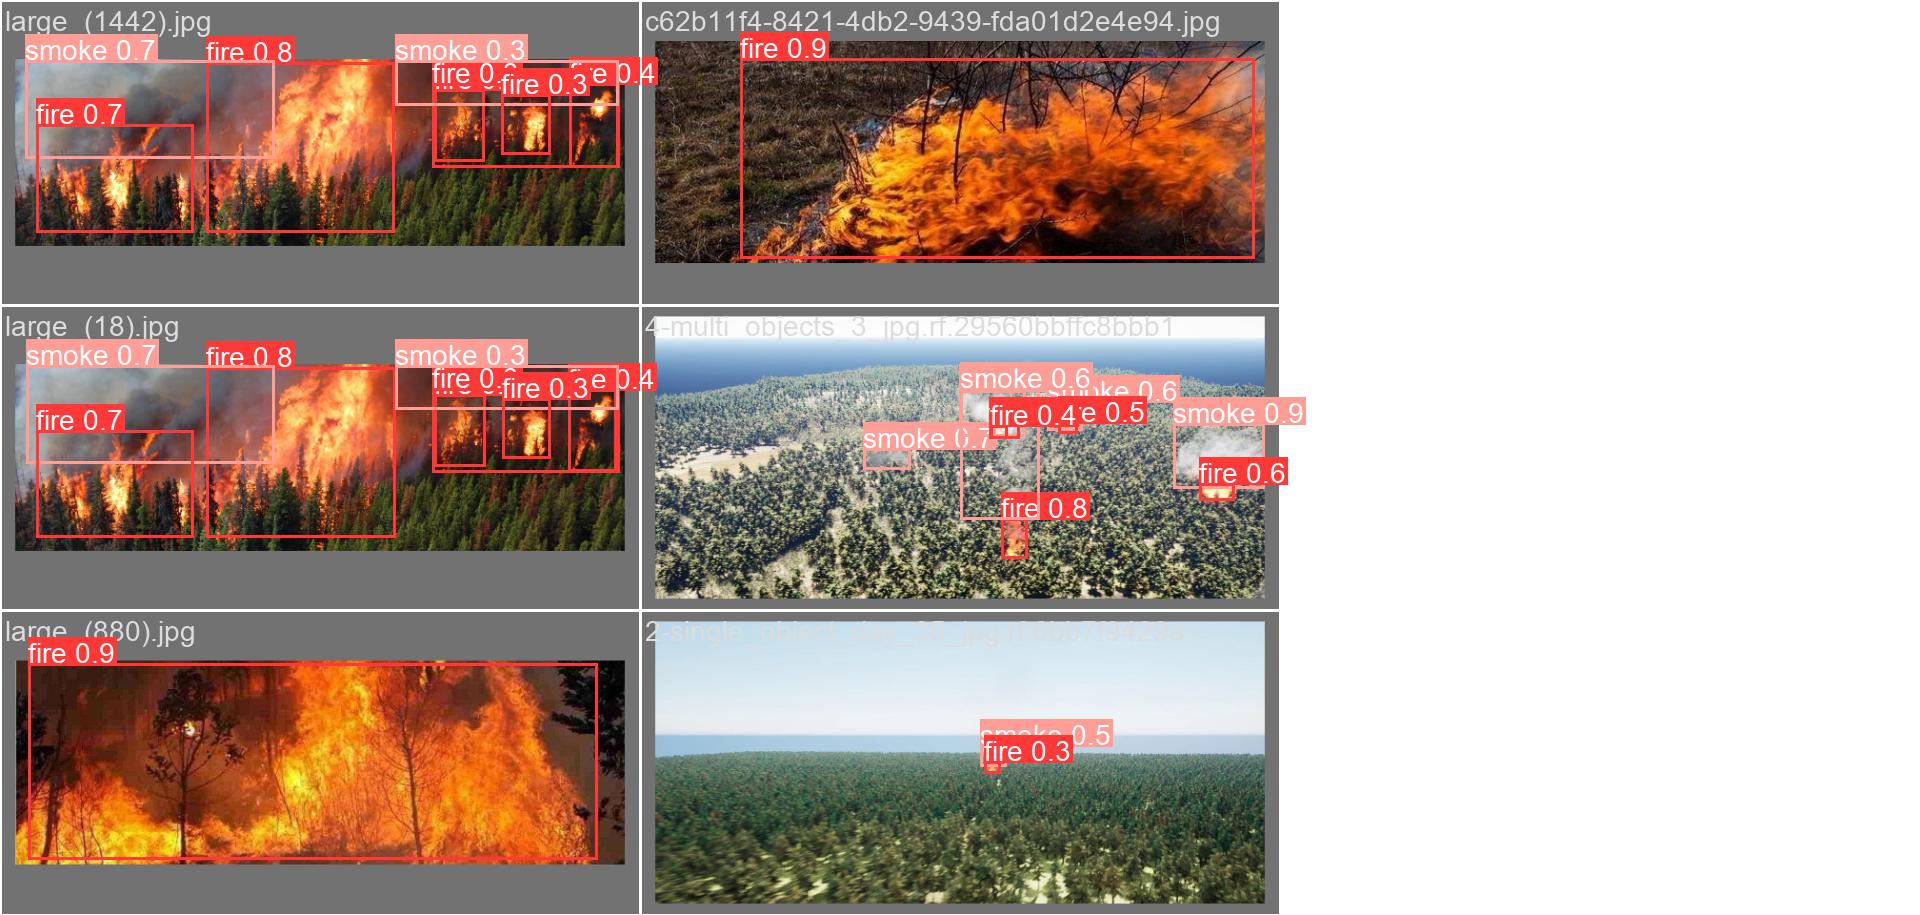 large_(1442).jpg
smoke 0.7
fire 0.8
smoke 0.3
fire 0.4
fire 0.3
fire 0.7
c62b11f4-8421-4db2-9439-fda01d2e4e94.jpg
fire 0.9
large_(18).jpg
smoke 0.7
fire 0.8
smoke 0.3
fire 0.4
fire 0.3
fire 0.7
4-multi_objects_3_jpg.rf.29560bbffc8bbb1
smoke 0.6
smoke 0.6
fire 0.4
fire 0.5
smoke 0.9
smoke 0.7
fire 0.6
fire 0.8
large_(880).jpg
fire 0.9
smoke 0.5
fire 0.3